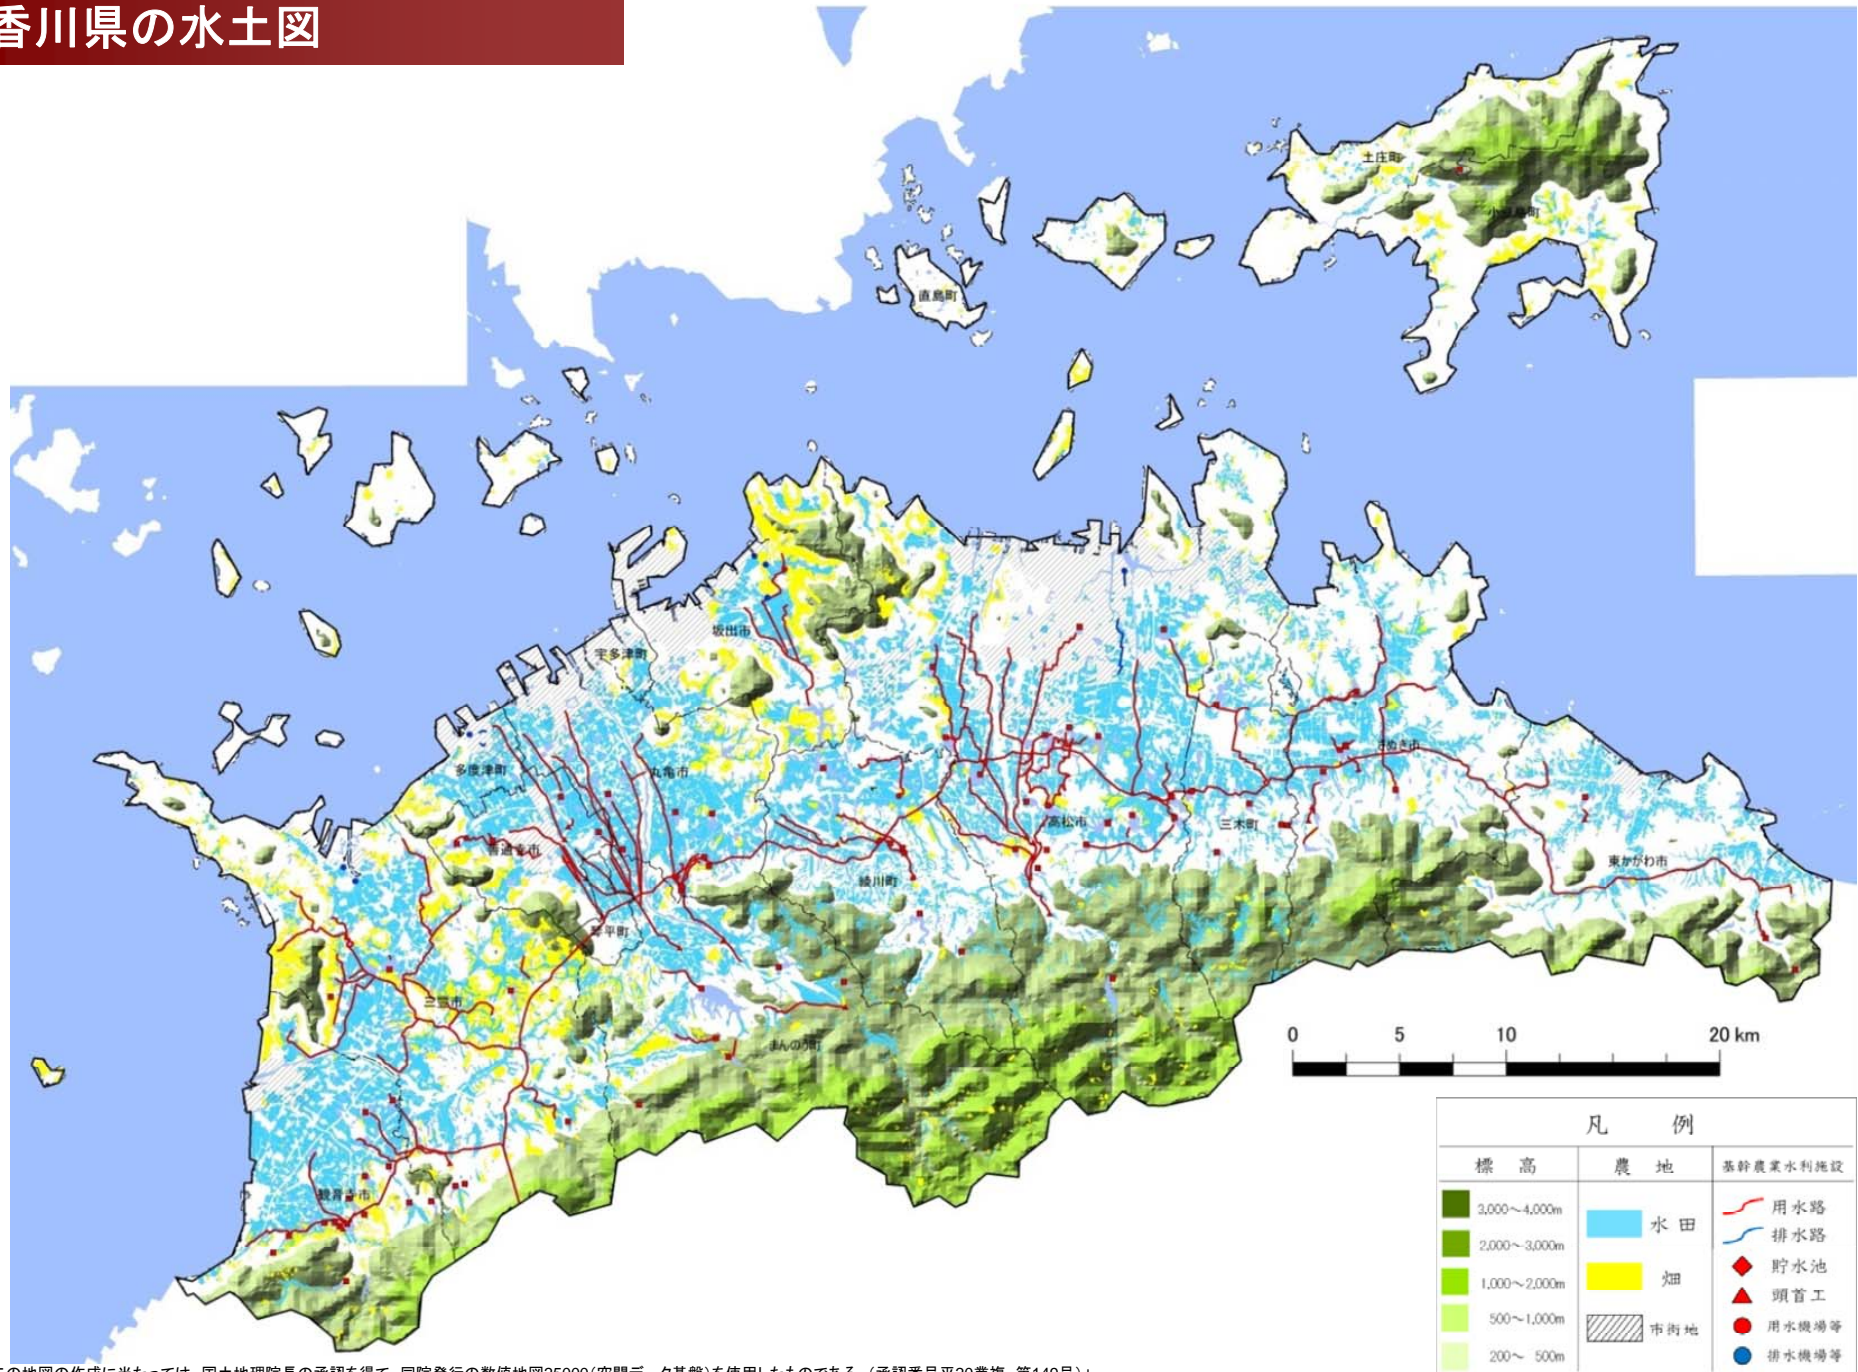 香川県の水土図
土庄町
小豆島町
直島町
坂出市
宇多津町
多度津町
丸亀市
さぬき市
善通寺市
高松市
三木町
綾川町
東かがわ市
琴平町
三豊市
まんのう町
観音寺市
0 5 10 20 km
凡 例
標 高
3,000～4,000m
2,000～3,000m
1,000～2,000m
500～1,000m
200～ 500m
農 地
水 田
畑
市街地
基幹農業水利施設
用水路
排水路
貯水池
頭首工
用水機場等
排水機場等